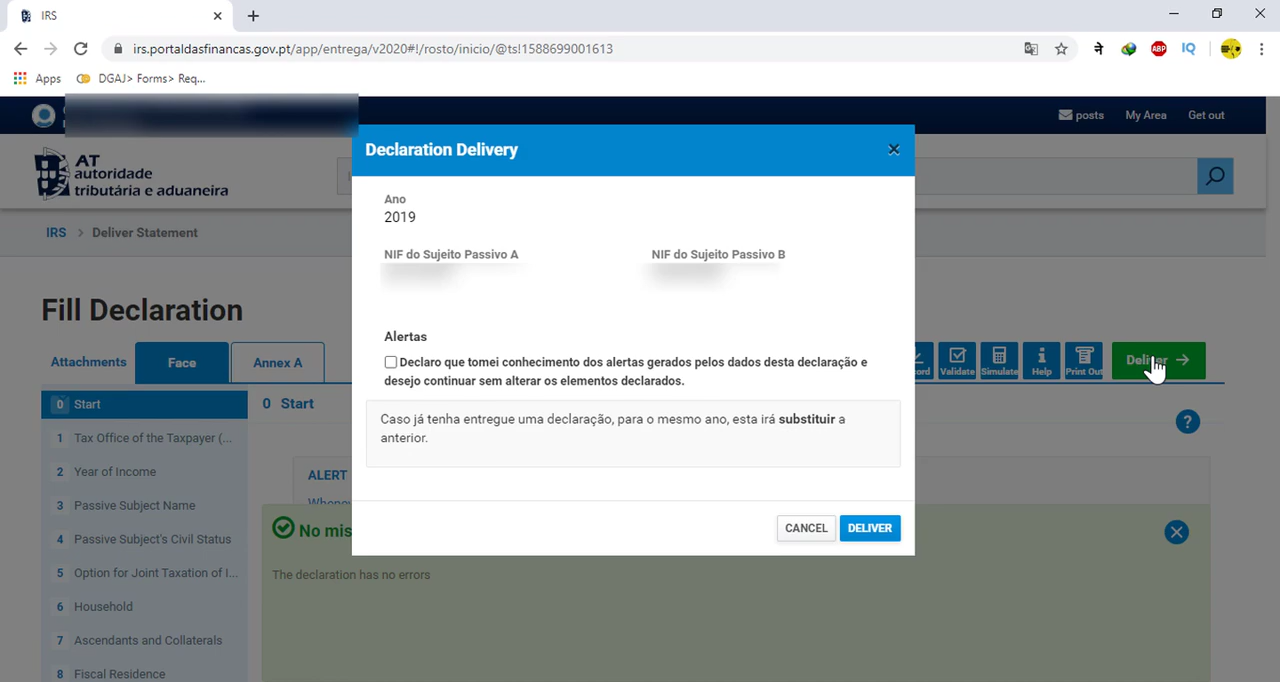 IRS
irs.portaldasfinancas.gov.pt/app/entrega/v2020#!/rosto/inicio/@ts!1588699001613
ABP
IQ
Apps
DGAJ> Forms> Req...
posts
My Area
Get out
AT
autoridade
tributária e aduaneira
IRS > Deliver Statement
Fill Declaration
Attachments
Face
Annex A
Validate
Simulate
Help
Print Out
Deliver
0 Start
1 Tax Office of the Taxpayer (...
2 Year of Income
3 Passive Subject Name
4 Passive Subject's Civil Status
5 Option for Joint Taxation of I...
6 Household
7 Ascendants and Collaterals
8 Fiscal Residence
0 Start
?
ALERT
No mis
The declaration has no errors
Declaration Delivery
Ano
2019
NIF do Sujeito Passivo A
NIF do Sujeito Passivo B
Alertas
Declaro que tomei conhecimento dos alertas gerados pelos dados desta declaração e
desejo continuar sem alterar os elementos declarados.
Caso já tenha entregue uma declaração, para o mesmo ano, esta irá substituir a
anterior.
CANCEL
DELIVER